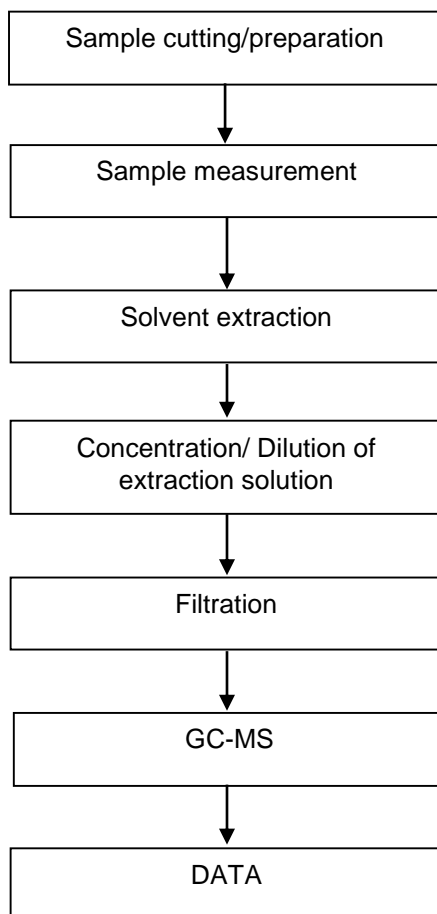 Sample cutting/preparation
Sample measurement
Solvent extraction
Concentration/ Dilution of
extraction solution
Filtration
GC-MS
DATA